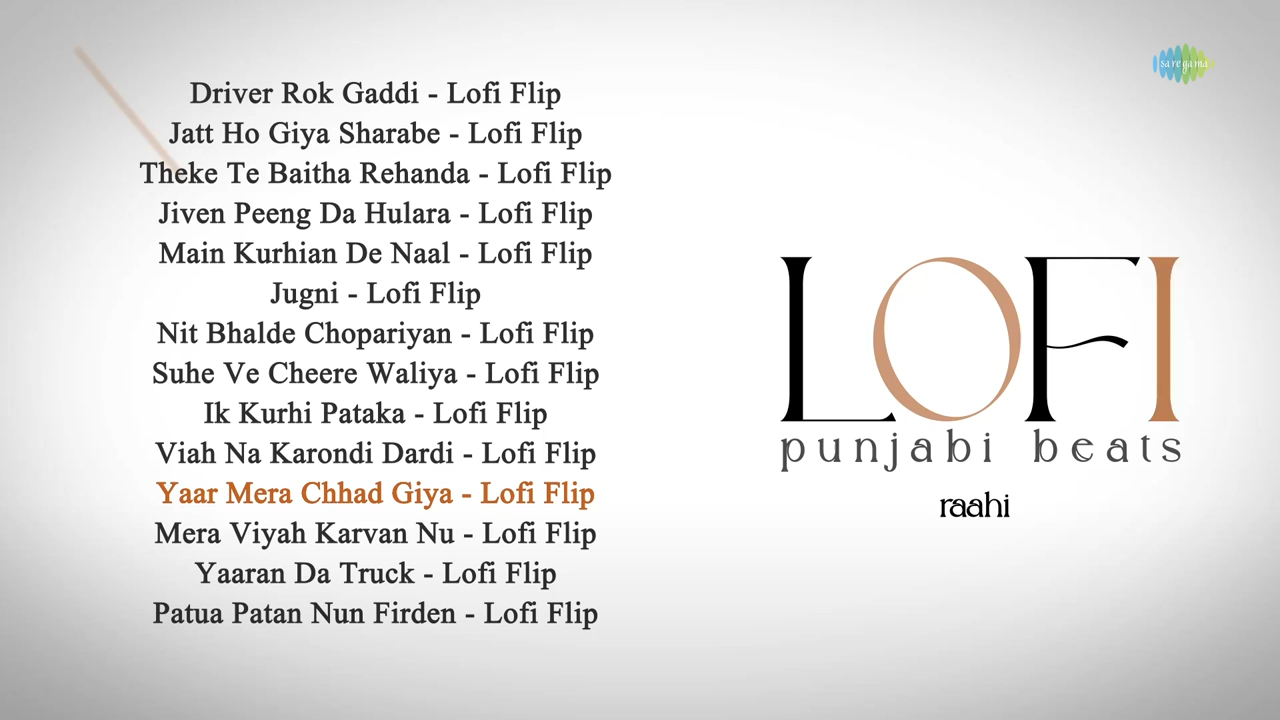 Driver Rok Gaddi - Lofi Flip
Jatt Ho Giya Sharabe - Lofi Flip
Theke Te Baitha Rehanda - Lofi Flip
Jiven Peeng Da Hulara - Lofi Flip
Main Kurhian De Naal - Lofi Flip
Jugni - Lofi Flip
Nit Bhalde Chopariyan - Lofi Flip
Suhe Ve Cheere Waliya - Lofi Flip
Ik Kurhi Pataka - Lofi Flip
Viah Na Karondi Dardi - Lofi Flip
Yaar Mera Chhad Giya - Lofi Flip
Mera Viyah Karvan Nu - Lofi Flip
Yaaran Da Truck - Lofi Flip
Patua Patan Nun Firden - Lofi Flip
sa re ga ma
LOFI
punjabi beats
raahi